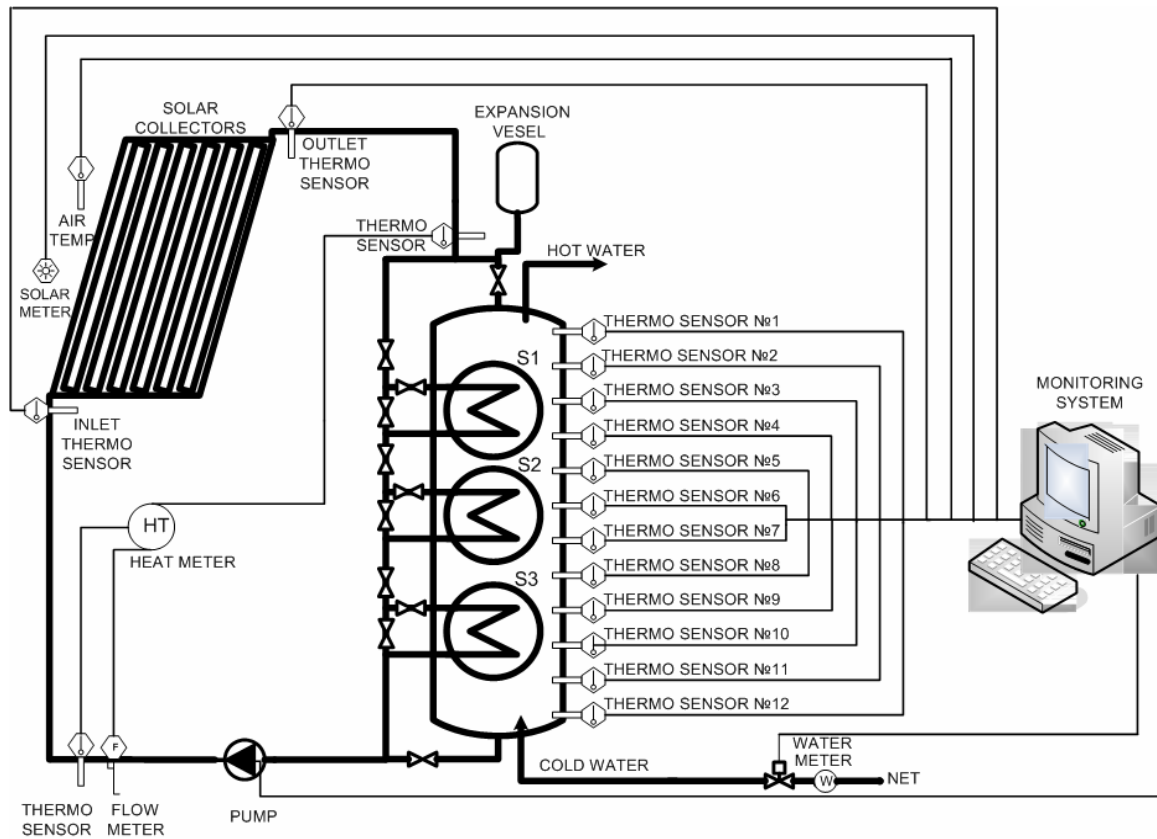 SOLAR
COLLECTORS
EXPANSION
VESEL
OUTLET
THERMO
SENSOR
AIR
TEMP
THERMO
SENSOR
HOT WATER
SOLAR
METER
THERMO SENSOR №1
THERMO SENSOR №2
THERMO SENSOR №3
THERMO SENSOR №4
THERMO SENSOR №5
THERMO SENSOR №6
THERMO SENSOR №7
THERMO SENSOR №8
THERMO SENSOR №9
THERMO SENSOR №10
THERMO SENSOR №11
THERMO SENSOR №12
S1
S2
S3
MONITORING
SYSTEM
INLET
THERMO
SENSOR
HT
HEAT METER
F
WATER
METER
COLD WATER
W
NET
THERMO
SENSOR
FLOW
METER
PUMP